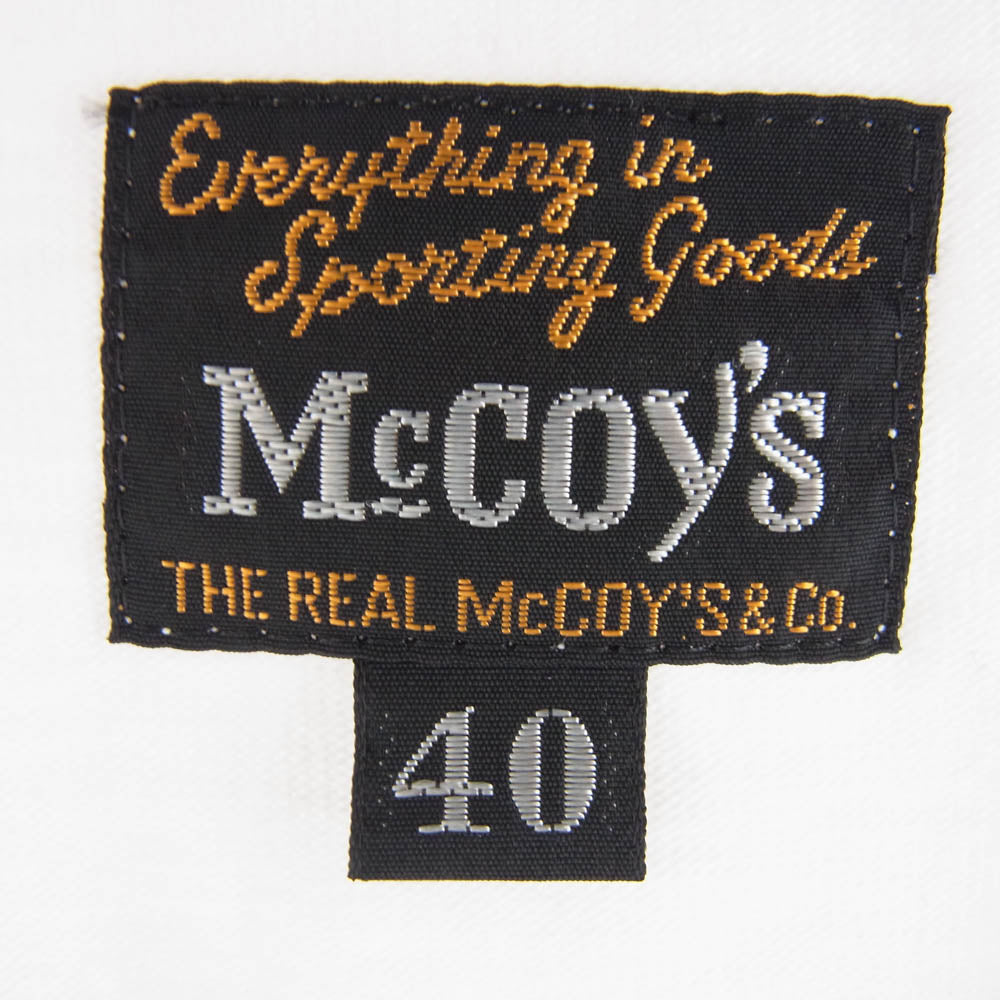 Everything in
Sporting Goods
McCOY'S
THE REAL McCOY'S & Co.
40